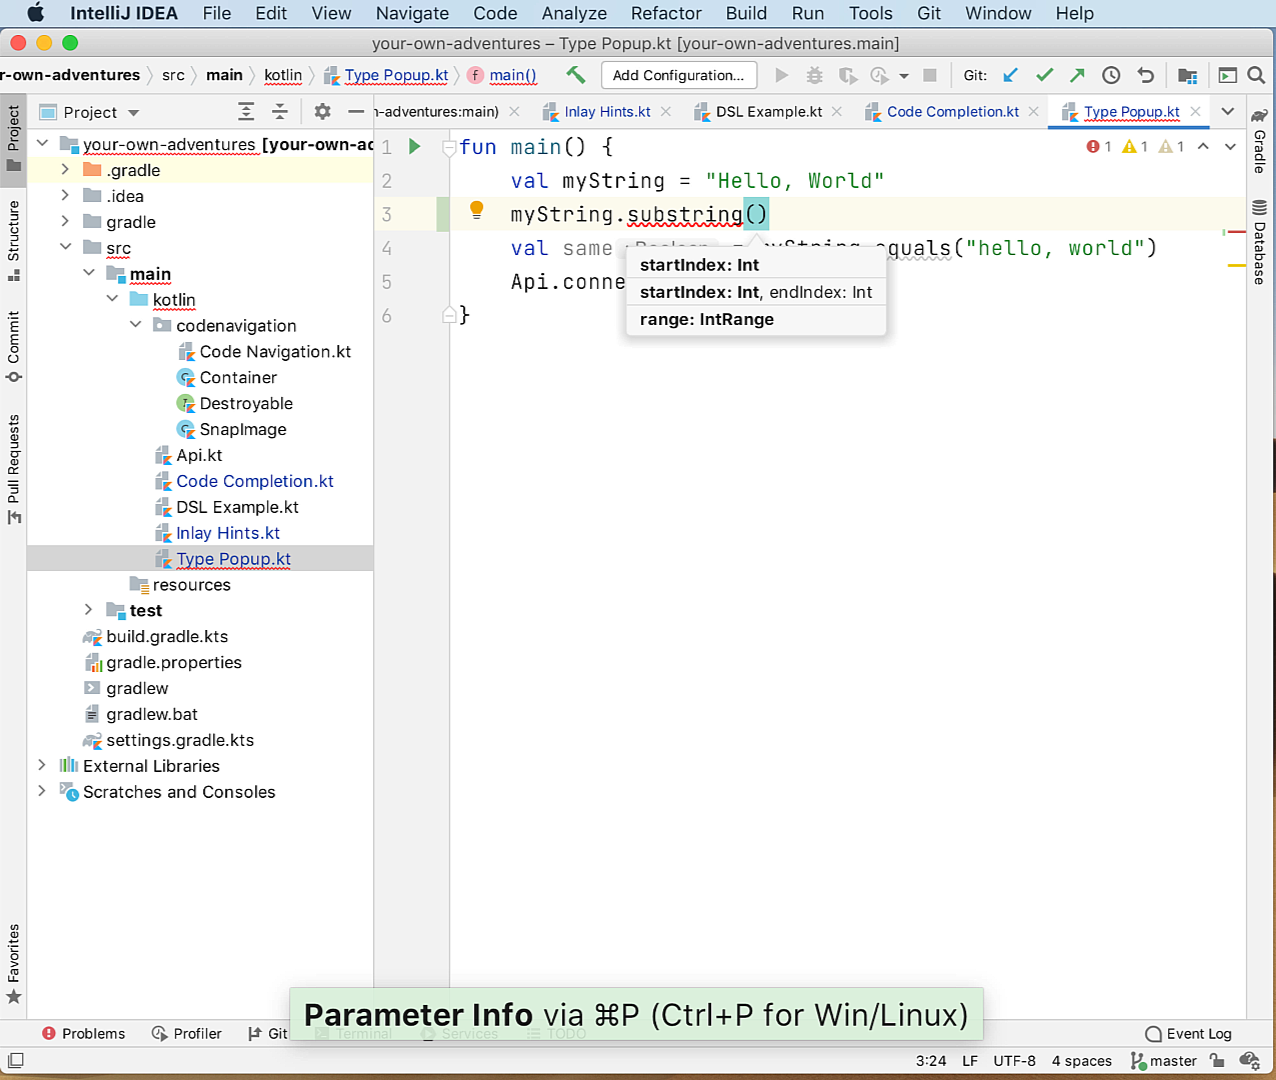 IntelliJ IDEA File Edit View Navigate Code Analyze Refactor Build Run Tools Git Window Help
your-own-adventures – Type Popup.kt [your-own-adventures.main]
r-own-adventures src main kotlin Type Popup.kt main() Add Configuration... Git:
Project
n-adventures:main) Inlay Hints.kt DSL Example.kt Code Completion.kt Type Popup.kt
Project
Structure
Commit
Pull Requests
Favorites
your-own-adventures [your-own-ad
.gradle
.idea
gradle
src
main
kotlin
codenavigation
Code Navigation.kt
Container
Destroyable
SnapImage
Api.kt
Code Completion.kt
DSL Example.kt
Inlay Hints.kt
Type Popup.kt
resources
test
build.gradle.kts
gradle.properties
gradlew
gradlew.bat
settings.gradle.kts
External Libraries
Scratches and Consoles
1 fun main() {
1 1 1
2 val myString = "Hello, World"
3 myString.substring()
4 val same = myString.equals("hello, world")
5 Api.conne
6 }
startIndex: Int
startIndex: Int, endIndex: Int
range: IntRange
Gradle
Database
Parameter Info via ⌘P (Ctrl+P for Win/Linux)
Problems Profiler Git Terminal Services TODO Event Log
3:24 LF UTF-8 4 spaces master